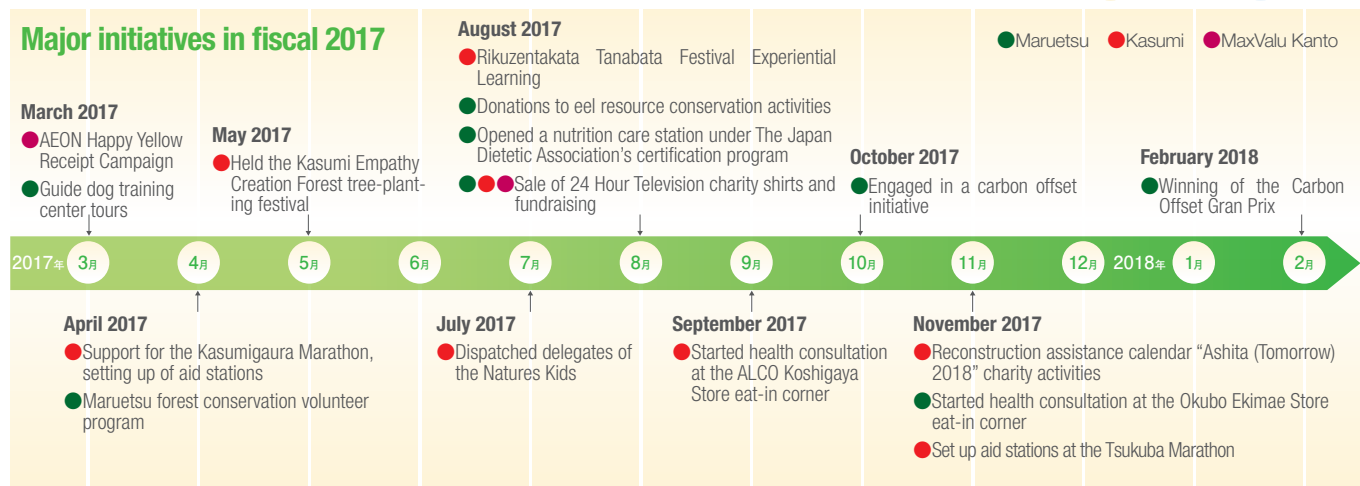 Major initiatives in fiscal 2017
Maruetsu Kasumi MaxValu Kanto
March 2017
AEON Happy Yellow
Receipt Campaign
Guide dog training
center tours
May 2017
Held the Kasumi Empathy
Creation Forest tree-plant-
ing festival
August 2017
Rikuzentakata Tanabata Festival Experiential
Learning
Donations to eel resource conservation activities
Opened a nutrition care station under The Japan
Dietetic Association's certification program
Sale of 24 Hour Television charity shirts and
fundraising
October 2017
Engaged in a carbon offset
initiative
February 2018
Winning of the Carbon
Offset Gran Prix
2017年 3月 4月 5月 6月 7月 8月 9月 10月 11月 12月 2018年 1月 2月
April 2017
Support for the Kasumigaura Marathon,
setting up of aid stations
Maruetsu forest conservation volunteer
program
July 2017
Dispatched delegates of
the Natures Kids
September 2017
Started health consultation
at the ALCO Koshigaya
Store eat-in corner
November 2017
Reconstruction assistance calendar “Ashita (Tomorrow)
2018” charity activities
Started health consultation at the Okubo Ekimae Store
eat-in corner
Set up aid stations at the Tsukuba Marathon